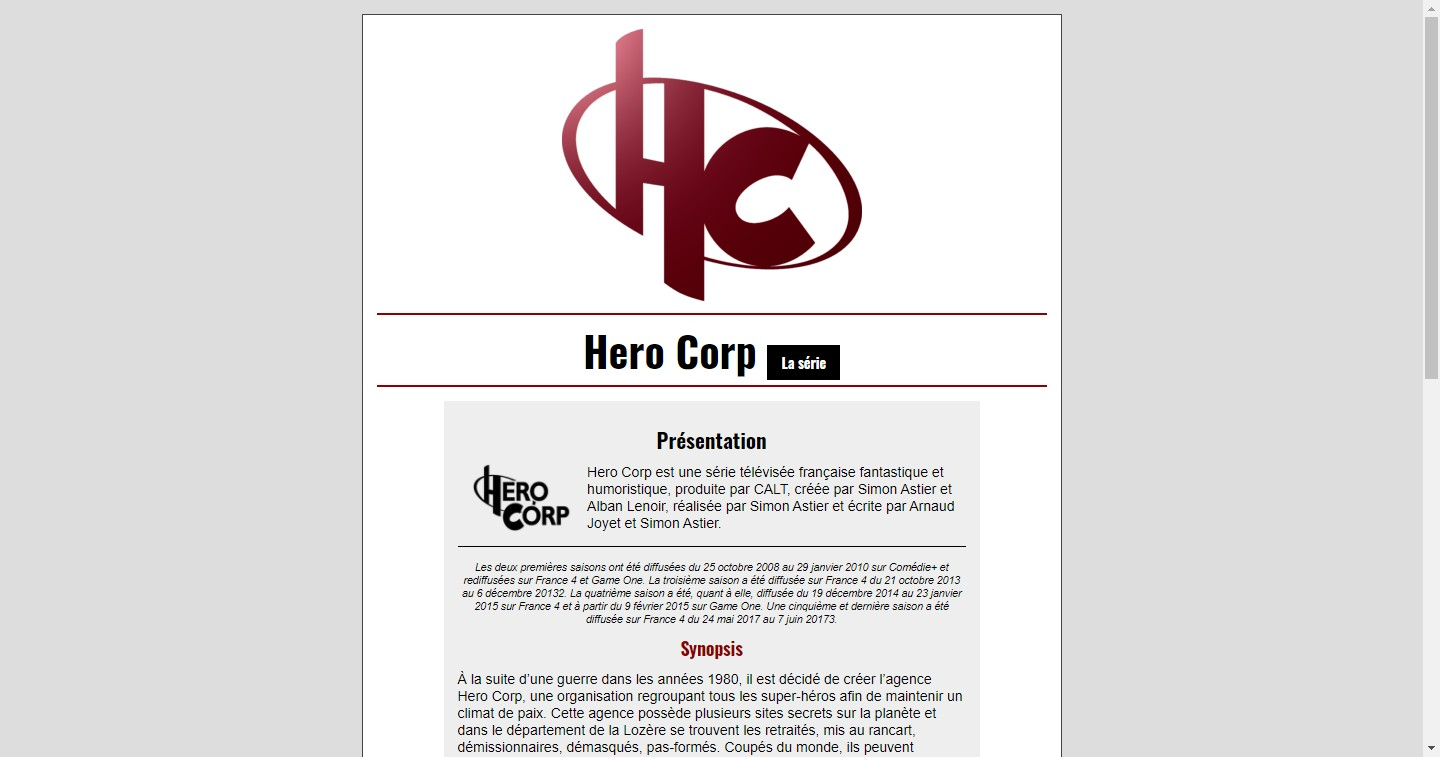 HC
Hero Corp La série
Présentation
HERO
CORP
Hero Corp est une série télévisée française fantastique et
humoristique, produite par CALT, créée par Simon Astier et
Alban Lenoir, réalisée par Simon Astier et écrite par Arnaud
Joyet et Simon Astier.
Les deux premières saisons ont été diffusées du 25 octobre 2008 au 29 janvier 2010 sur Comédie+ et
rediffusées sur France 4 et Game One. La troisième saison a été diffusée sur France 4 du 21 octobre 2013
au 6 décembre 20132. La quatrième saison a été, quant à elle, diffusée du 19 décembre 2014 au 23 janvier
2015 sur France 4 et à partir du 9 février 2015 sur Game One. Une cinquième et dernière saison a été
diffusée sur France 4 du 24 mai 2017 au 7 juin 20173.
Synopsis
À la suite d’une guerre dans les années 1980, il est décidé de créer l’agence
Hero Corp, une organisation regroupant tous les super-héros afin de maintenir un
climat de paix. Cette agence possède plusieurs sites secrets sur la planète et
dans le département de la Lozère se trouvent les retraités, mis au rancart,
démissionnaires, démasqués, pas-formés. Coupés du monde, ils peuvent